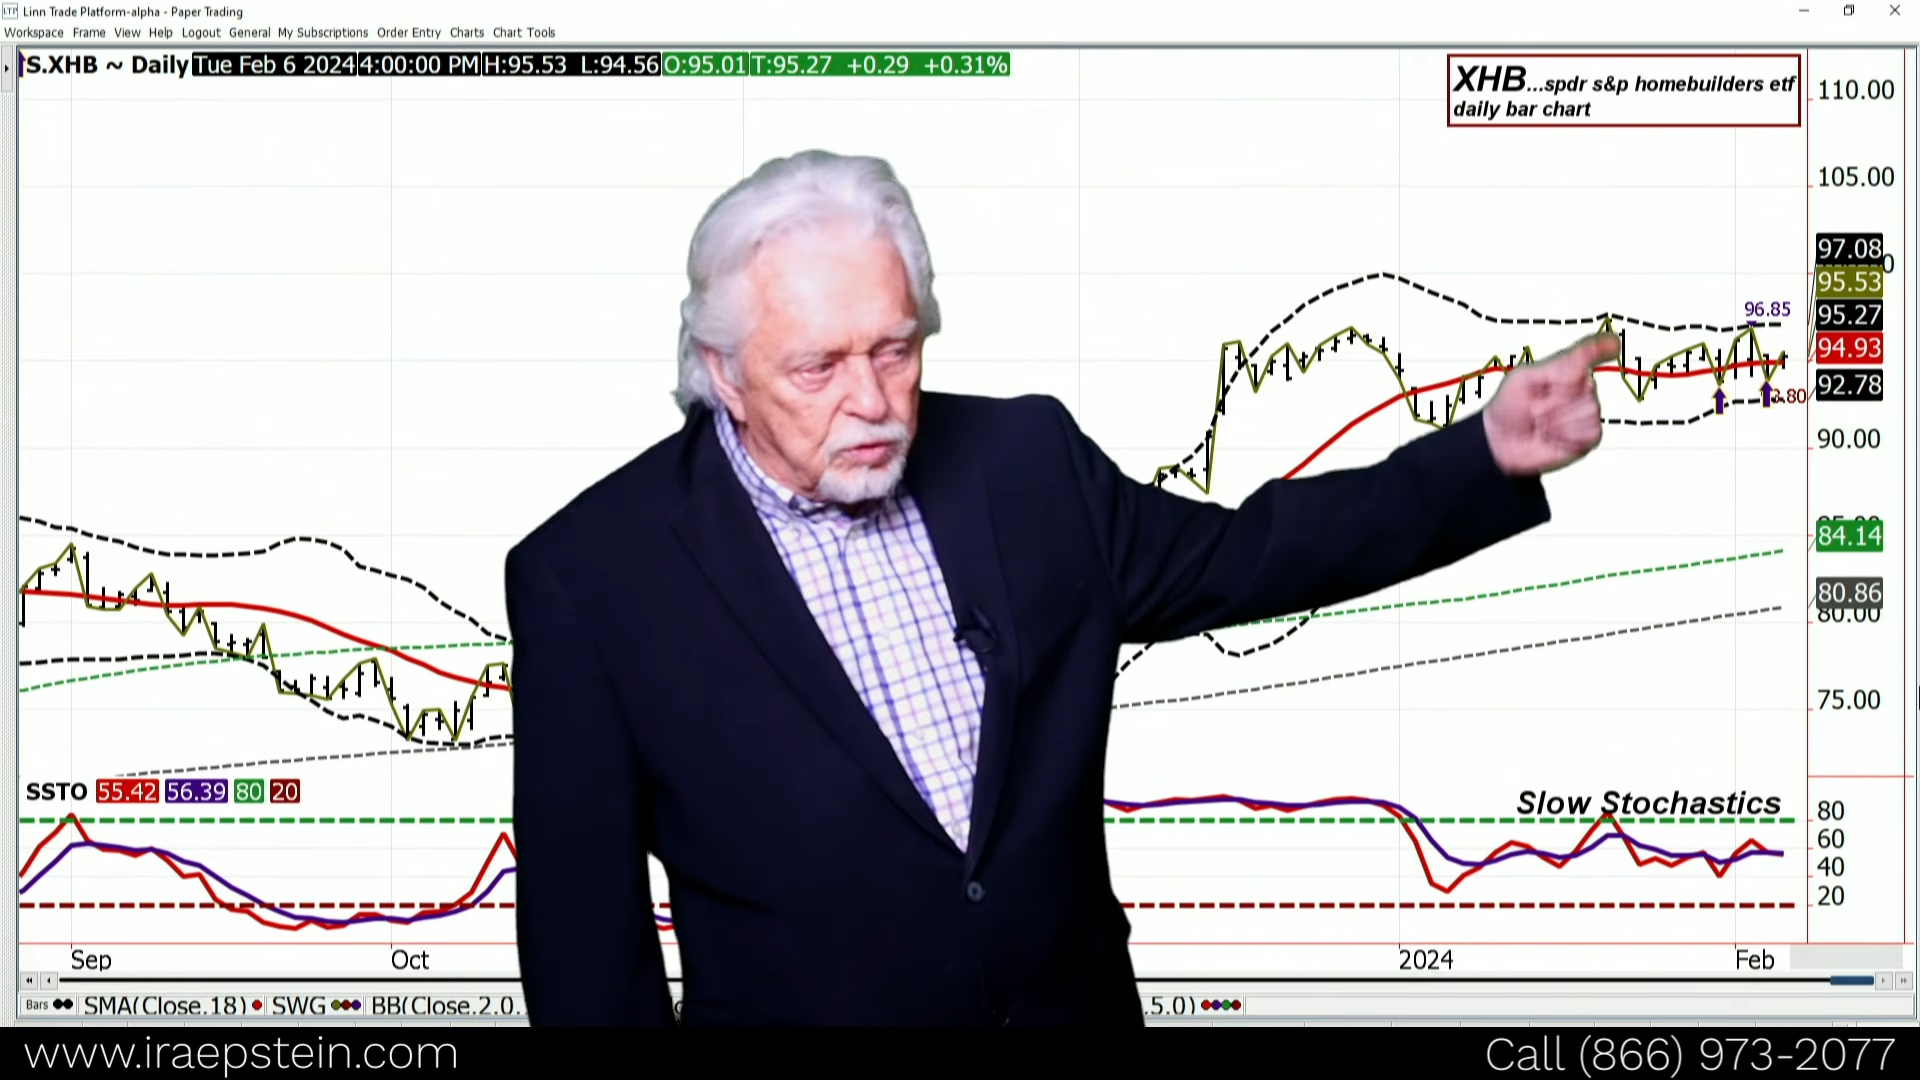 Linn Trade Platform-alpha - Paper Trading
Workspace Frame View Help Logout General My Subscriptions Order Entry Charts Chart Tools
S.XHB ~ Daily Tue Feb 6 2024 4:00:00 PM H:95.53 L:94.56 O:95.01 T:95.27 +0.29 +0.31%
XHB...spdr s&p homebuilders etf
daily bar chart
110.00
105.00
97.08
95.53
95.27
94.93
92.78
90.00
84.14
80.86
80.00
75.00
96.85
SSTO 55.42 56.39 80 20
Slow Stochastics
80
60
40
20
Sep Oct 2024 Feb
Bars SMA(Close,18) SWG BB(Close,2.0, .5.0)
www.iraepstein.com
Call (866) 973-2077